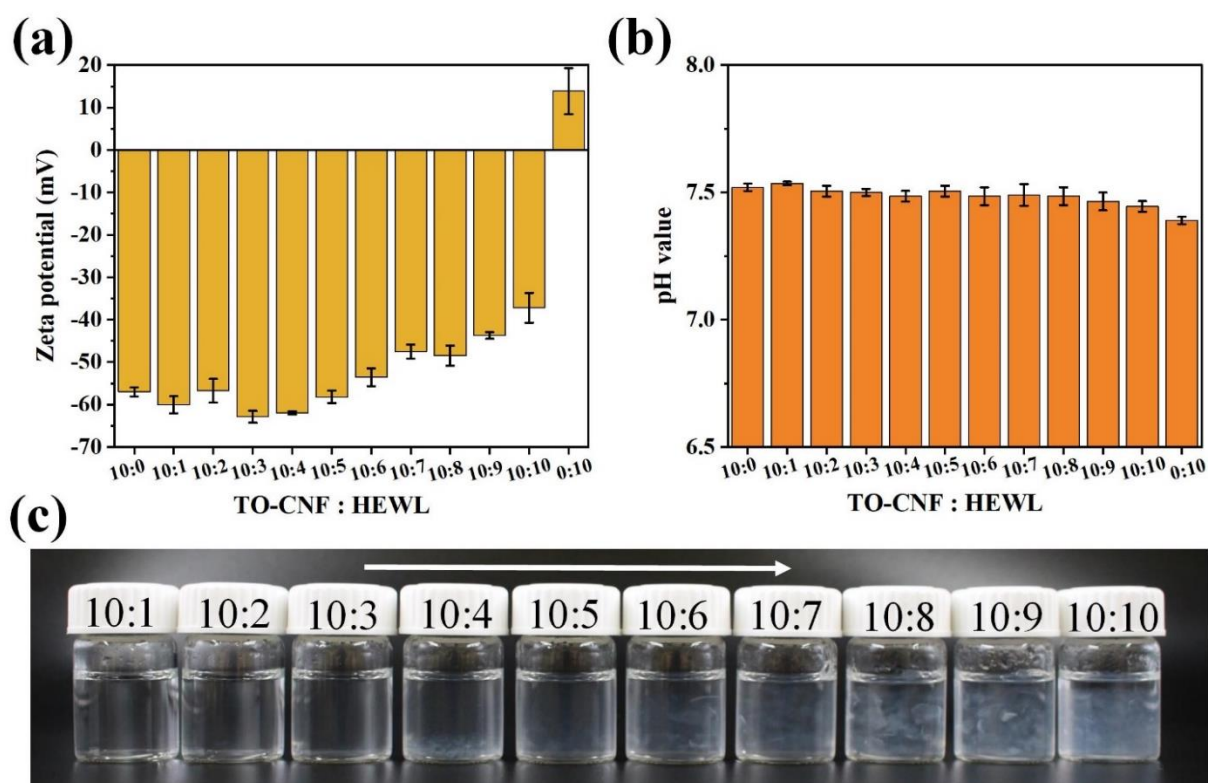 (a)
20
10
0
-10
-20
-30
-40
-50
-60
-70
Zeta potential (mV)
10:0 10:1 10:2 10:3 10:4 10:5 10:6 10:7 10:8 10:9 10:10 0:10
TO-CNF : HEWL
(b)
8.0
7.5
7.0
6.5
pH value
10:0 10:1 10:2 10:3 10:4 10:5 10:6 10:7 10:8 10:9 10:10 0:10
TO-CNF : HEWL
(c)
10:1 10:2 10:3 10:4 10:5 10:6 10:7 10:8 10:9 10:10